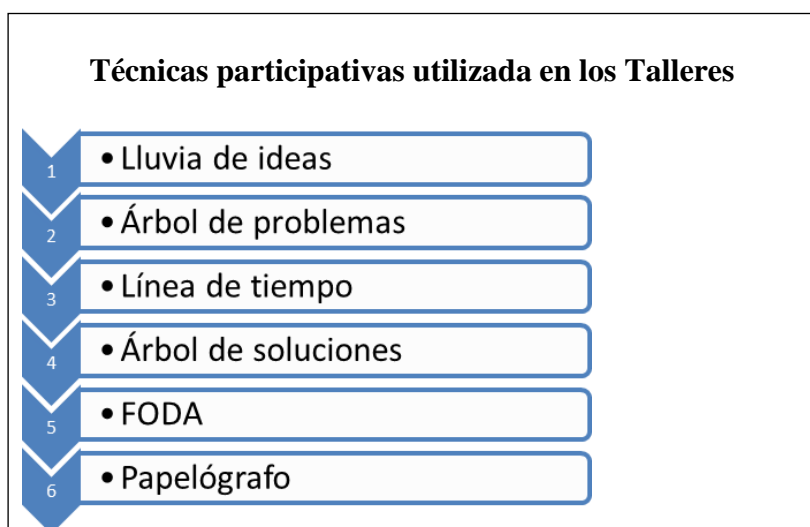 Técnicas participativas utilizada en los Talleres
1 • Lluvia de ideas
2 • Árbol de problemas
3 • Línea de tiempo
4 • Árbol de soluciones
5 • FODA
6 • Papelógrafo